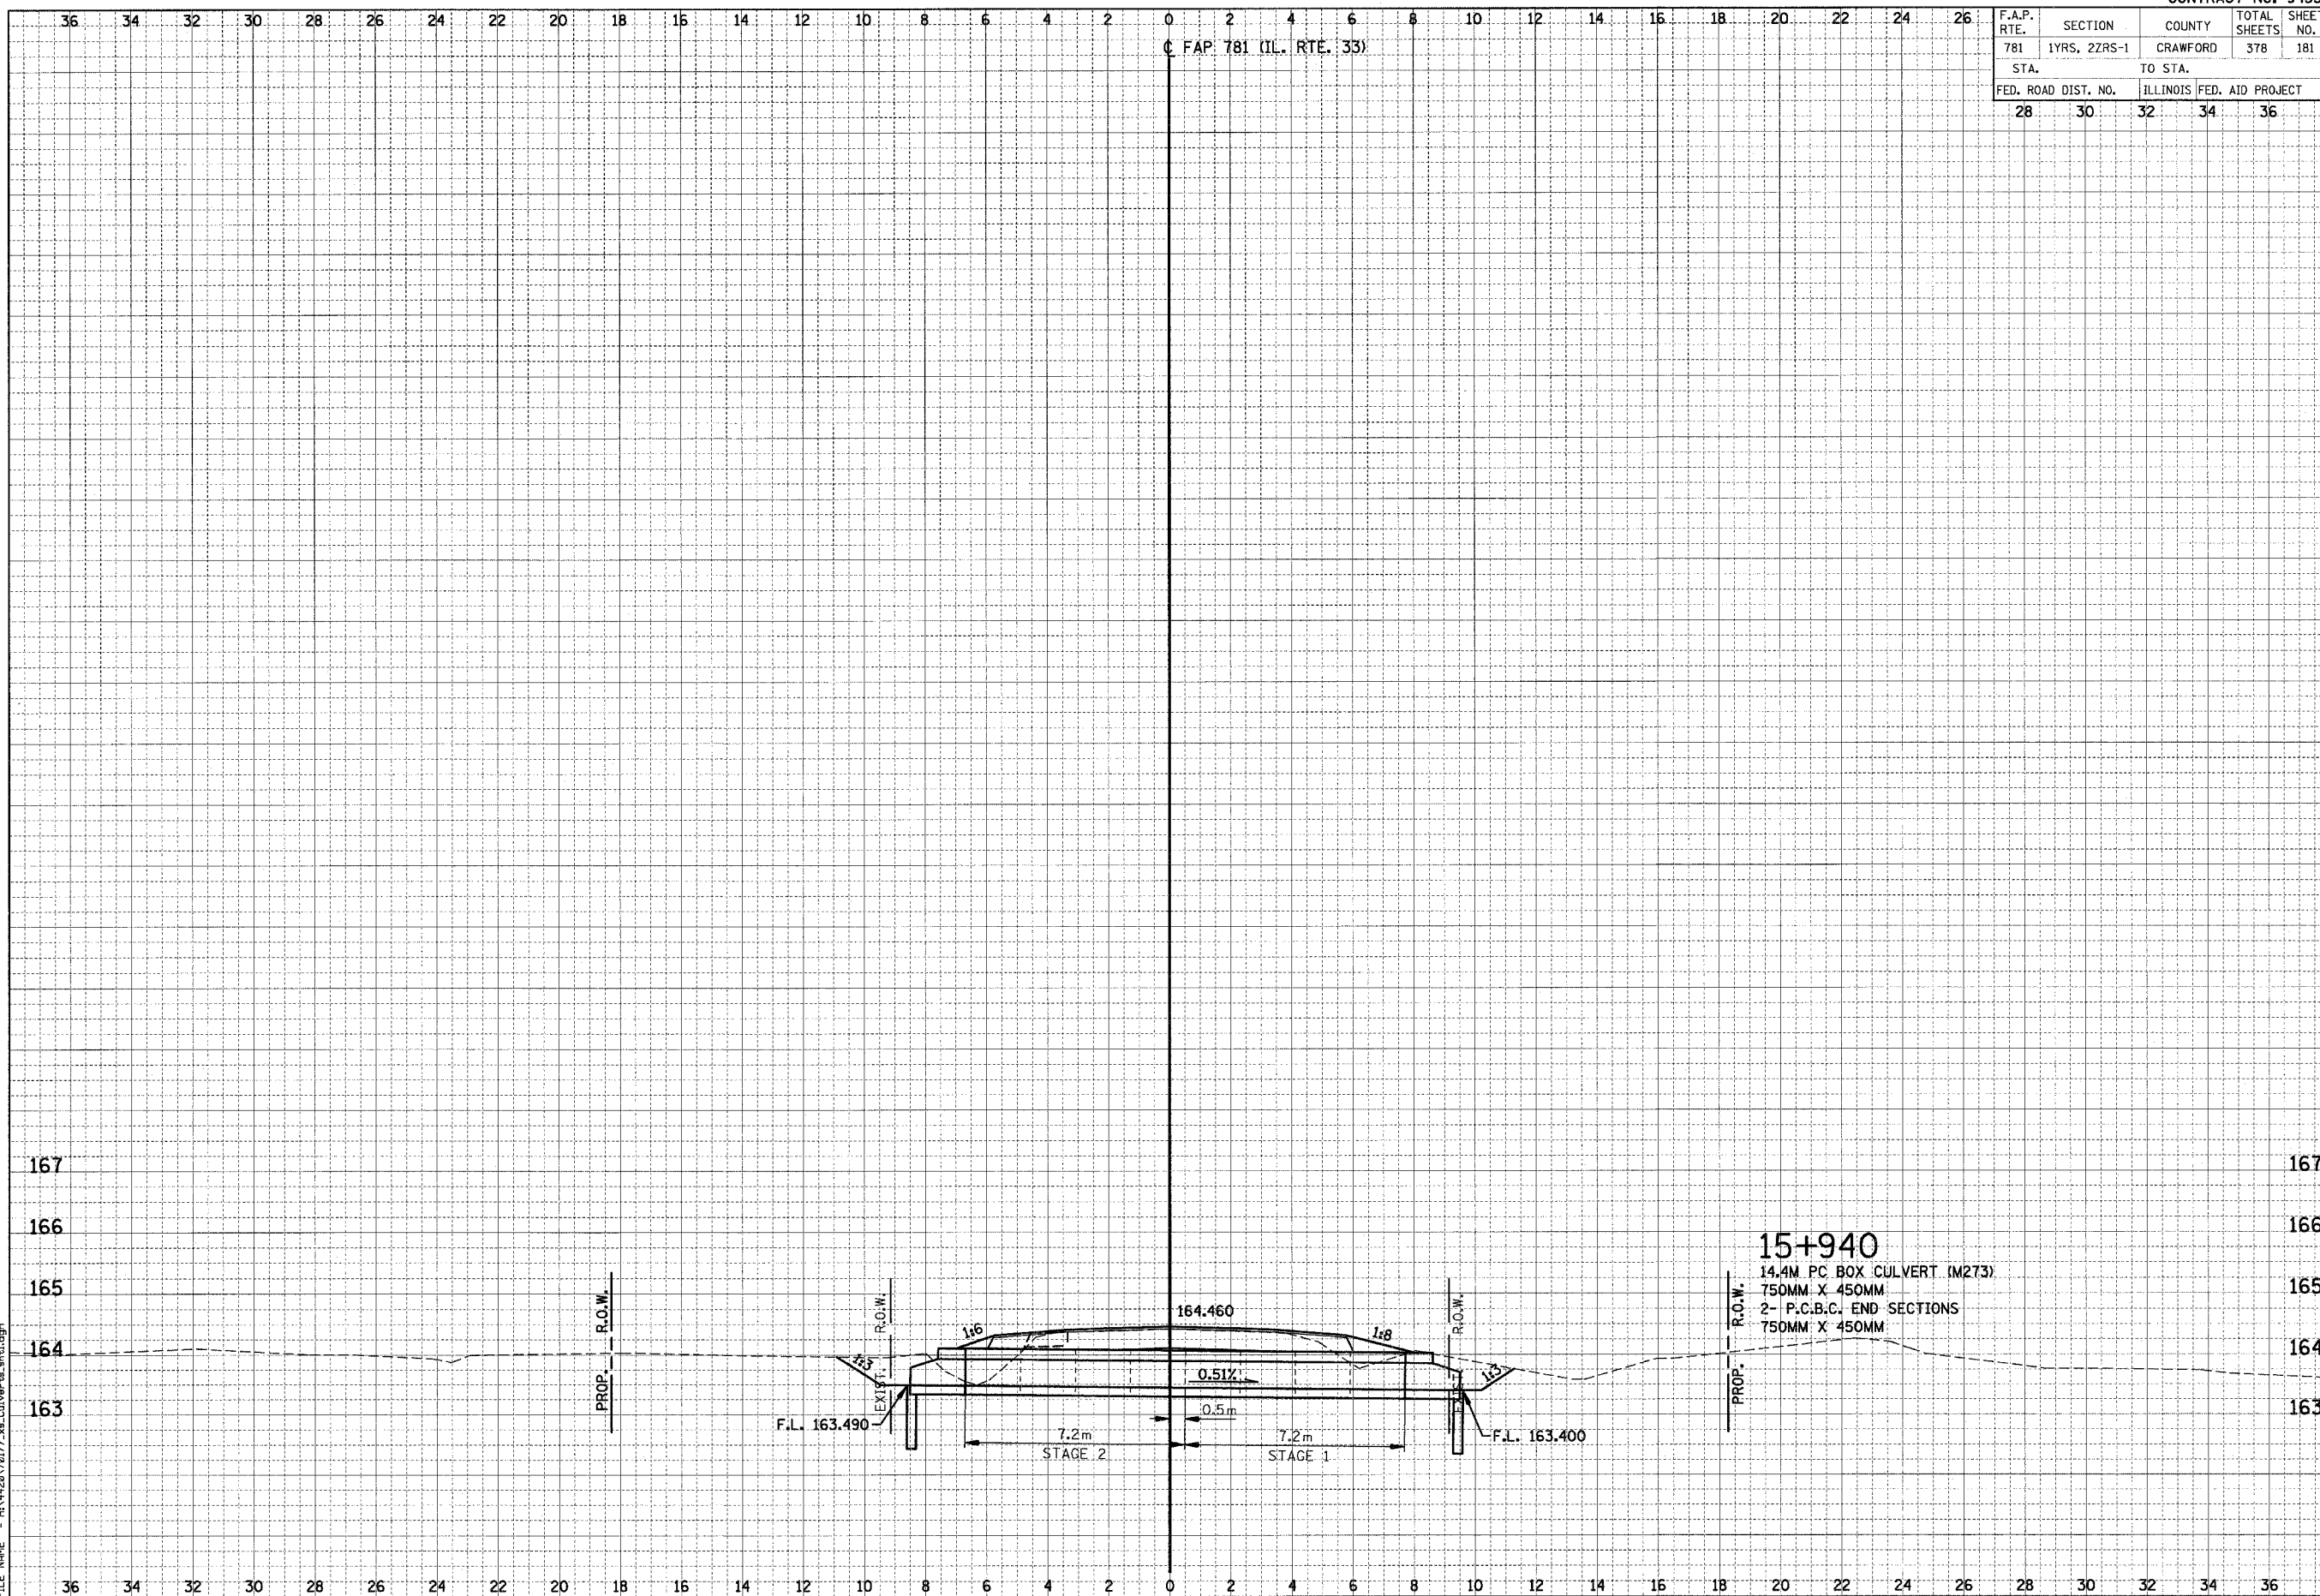 36 34 32 30 28 26 24 22 20 18 16 14 12 10 8 6 4 2 0 2 4 6 8 10 12 14 16 18 20 22 24 26
F.A.P. RTE. SECTION COUNTY TOTAL SHEETS SHEET NO.
781 1YRS, 2ZRS-1 CRAWFORD 378 181
STA. TO STA.
FED. ROAD DIST. NO. ILLINOIS FED. AID PROJECT
28 30 32 34 36
℄ FAP 781 (IL. RTE. 33)
167 167
166 166
165 165
164 164
163 163
15+940
14.4M PC BOX CULVERT (M273)
750MM X 450MM
2- P.C.B.C. END SECTIONS
750MM X 450MM
PROP. R.O.W.
EXIST. R.O.W.
164.460
1:6
1:8
1:3
1:3
0.51%
0.5m
F.L. 163.490
F.L. 163.400
7.2m
STAGE 2
7.2m
STAGE 1
R.O.W.
PROP. R.O.W.
36 34 32 30 28 26 24 22 20 18 16 14 12 10 8 6 4 2 0 2 4 6 8 10 12 14 16 18 20 22 24 26 28 30 32 34 36